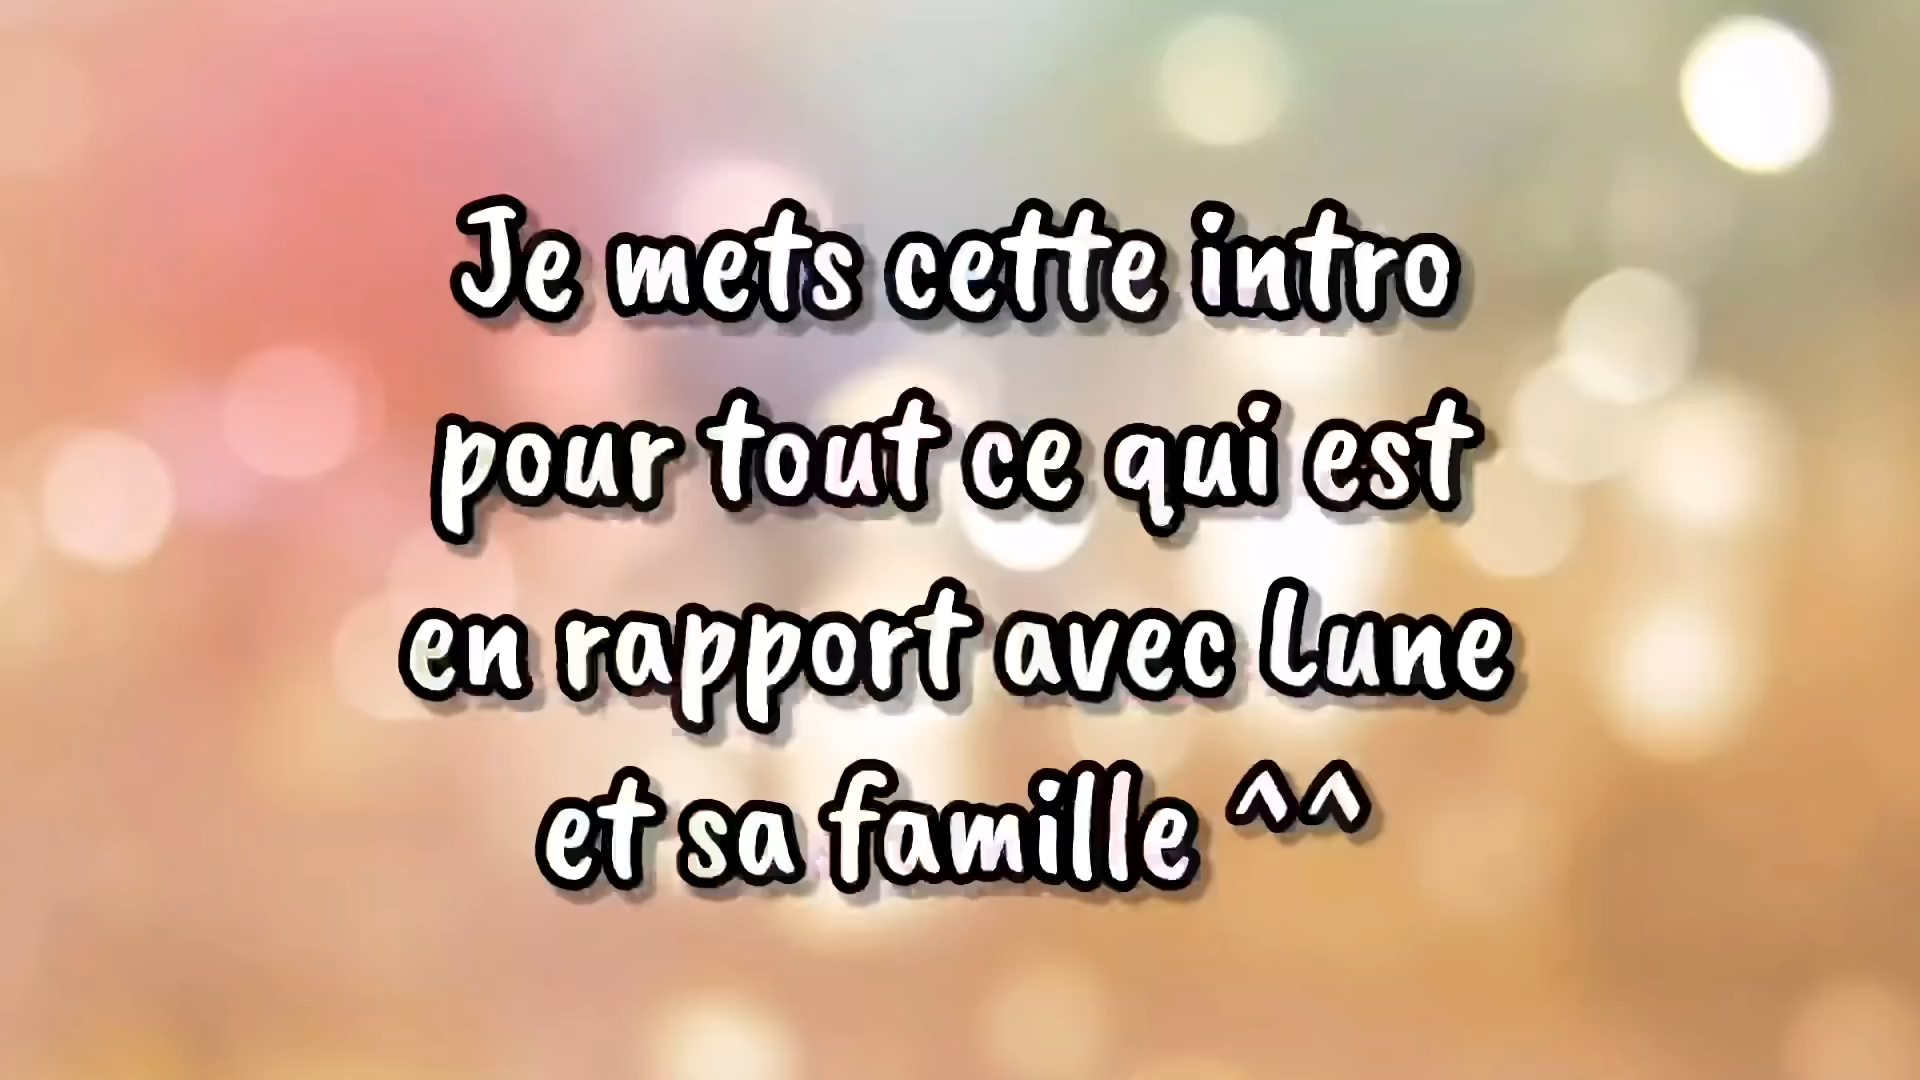 Je mets cette intro
pour tout ce qui est
en rapport avec Lune
et sa famille ^^